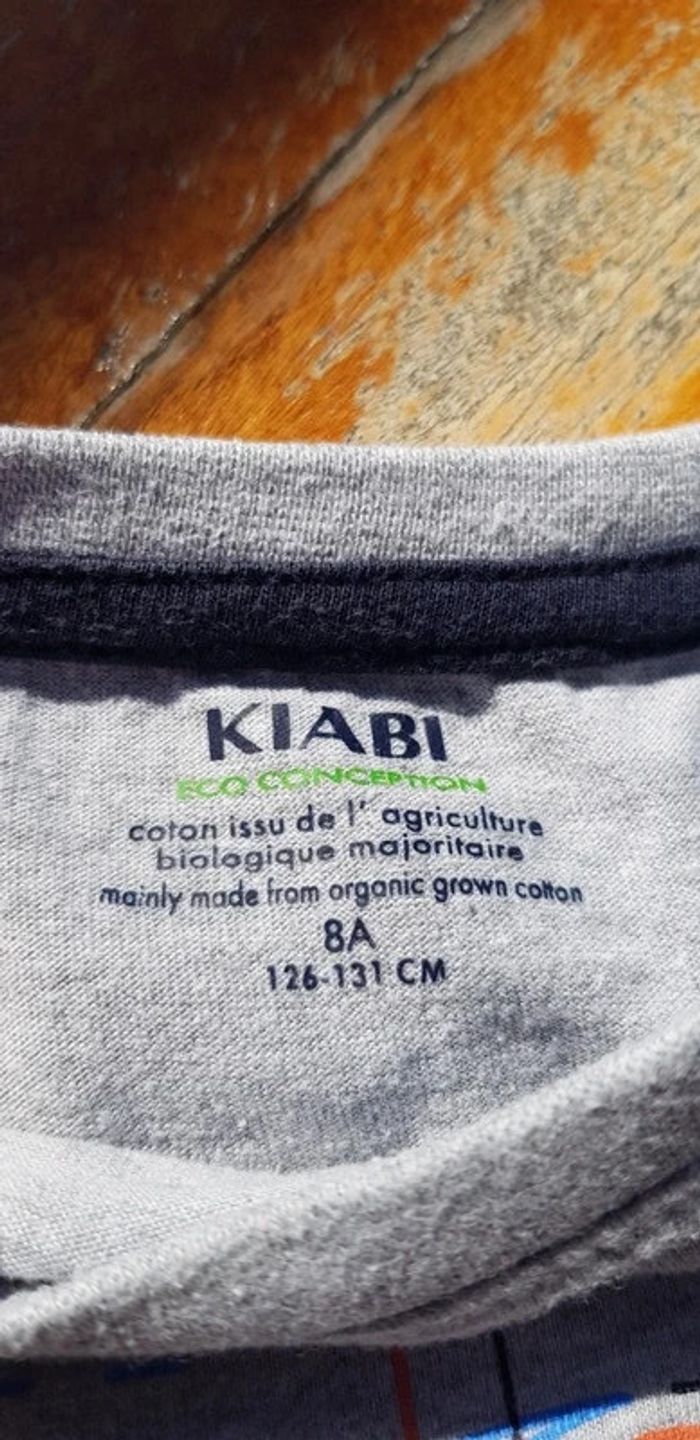 KIABI
ECO CONCEPTION
coton issu de l' agriculture
biologique majoritaire
mainly made from organic grown cotton
8A
126-131 CM